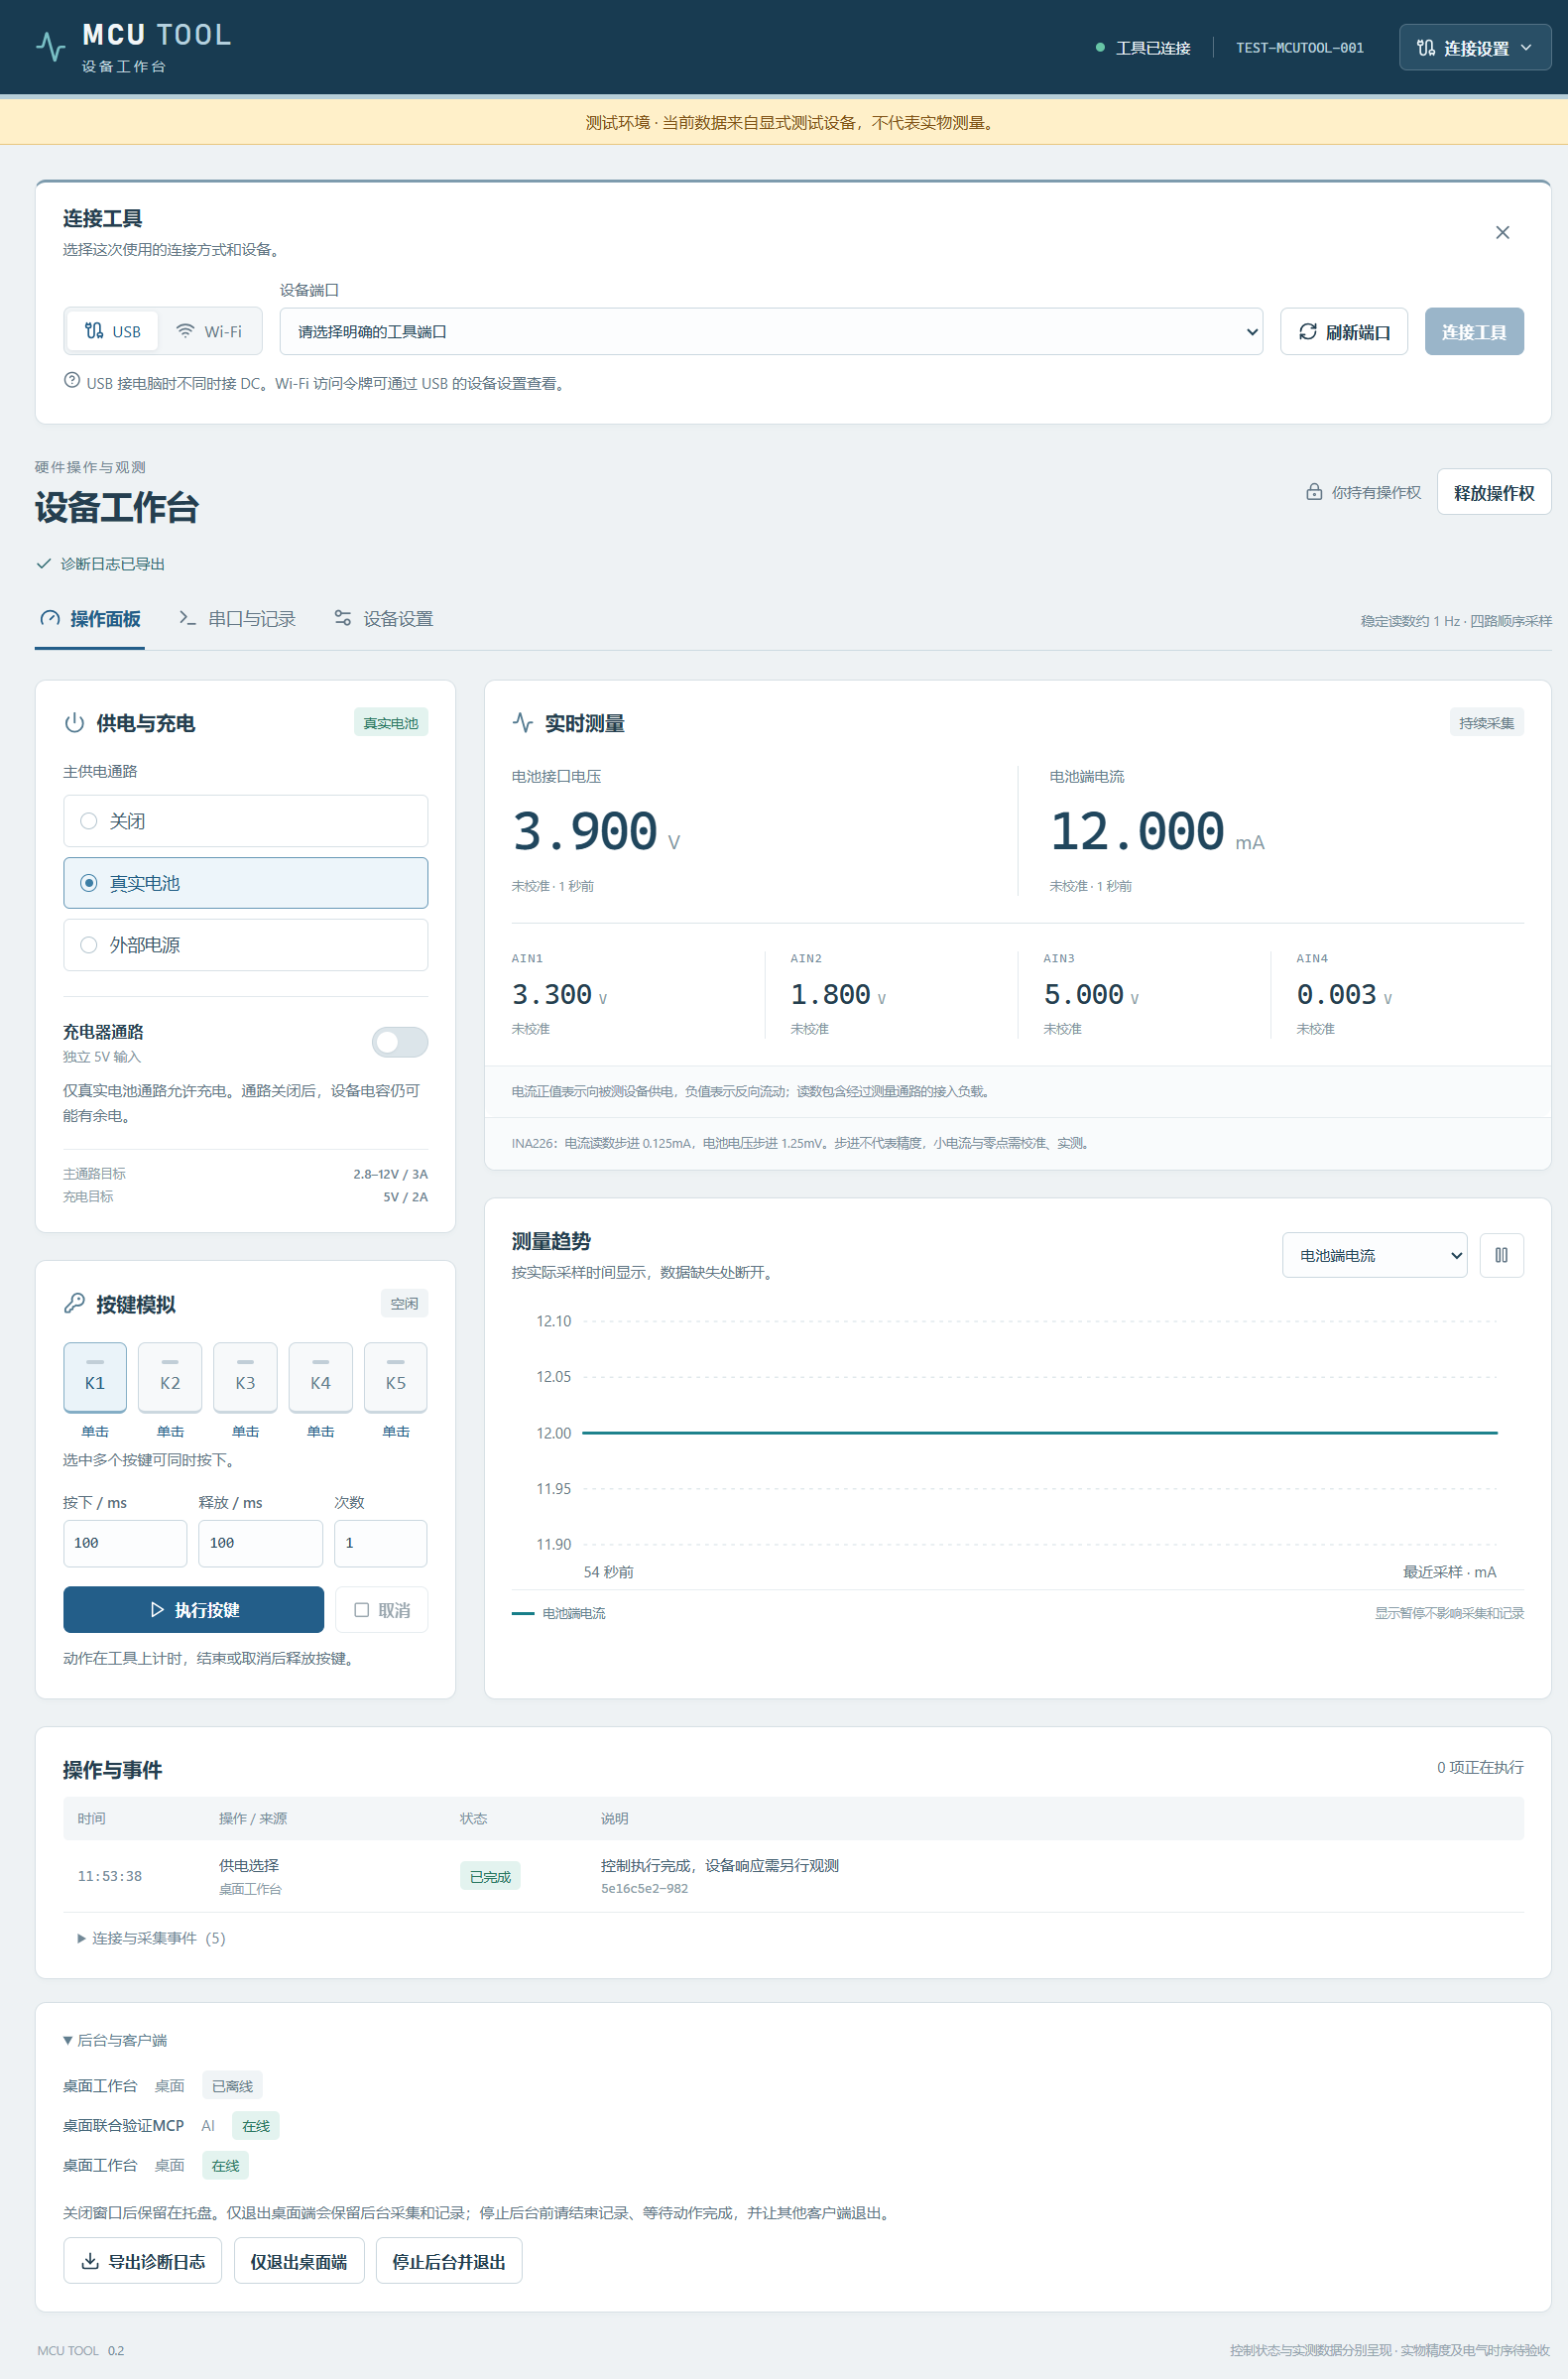 MCU TOOL
设备工作台
工具已连接
TEST-MCUTOOL-001
连接设置
测试环境 · 当前数据来自显式测试设备，不代表实物测量。
连接工具
选择这次使用的连接方式和设备。
设备端口
USB
Wi-Fi
请选择明确的工具端口
刷新端口
连接工具
USB 接电脑时不同时接 DC。Wi-Fi 访问令牌可通过 USB 的设备设置查看。
硬件操作与观测
设备工作台
你持有操作权
释放操作权
诊断日志已导出
操作面板
串口与记录
设备设置
稳定读数约 1 Hz · 四路顺序采样
供电与充电
真实电池
主供电通路
关闭
真实电池
外部电源
充电器通路
独立 5V 输入
仅真实电池通路允许充电。通路关闭后，设备电容仍可
能有余电。
主通路目标
2.8–12V / 3A
充电目标
5V / 2A
实时测量
持续采集
电池接口电压
3.900 V
未校准 · 1 秒前
电池端电流
12.000 mA
未校准 · 1 秒前
AIN1
3.300 V
未校准
AIN2
1.800 V
未校准
AIN3
5.000 V
未校准
AIN4
0.003 V
未校准
电流正值表示向被测设备供电，负值表示反向流动；读数包含经过测量通路的接入负载。
INA226：电流读数步进 0.125mA，电池电压步进 1.25mV。步进不代表精度，小电流与零点需校准、实测。
按键模拟
空闲
K1
K2
K3
K4
K5
单击
单击
单击
单击
单击
选中多个按键可同时按下。
按下 / ms
释放 / ms
次数
100
100
1
执行按键
取消
动作在工具上计时，结束或取消后释放按键。
测量趋势
按实际采样时间显示，数据缺失处断开。
电池端电流
12.10
12.05
12.00
11.95
11.90
54 秒前
最近采样 · mA
电池端电流
显示暂停不影响采集和记录
操作与事件
0 项正在执行
时间
操作 / 来源
状态
说明
11:53:38
供电选择
桌面工作台
已完成
控制执行完成，设备响应需另行观测
5e16c5e2-982
连接与采集事件（5）
后台与客户端
桌面工作台 桌面 已离线
桌面联合验证MCP AI 在线
桌面工作台 桌面 在线
关闭窗口后保留在托盘。仅退出桌面端会保留后台采集和记录；停止后台前请结束记录、等待动作完成，并让其他客户端退出。
导出诊断日志
仅退出桌面端
停止后台并退出
MCU TOOL 0.2
控制状态与实测数据分别呈现 · 实物精度及电气时序待验收